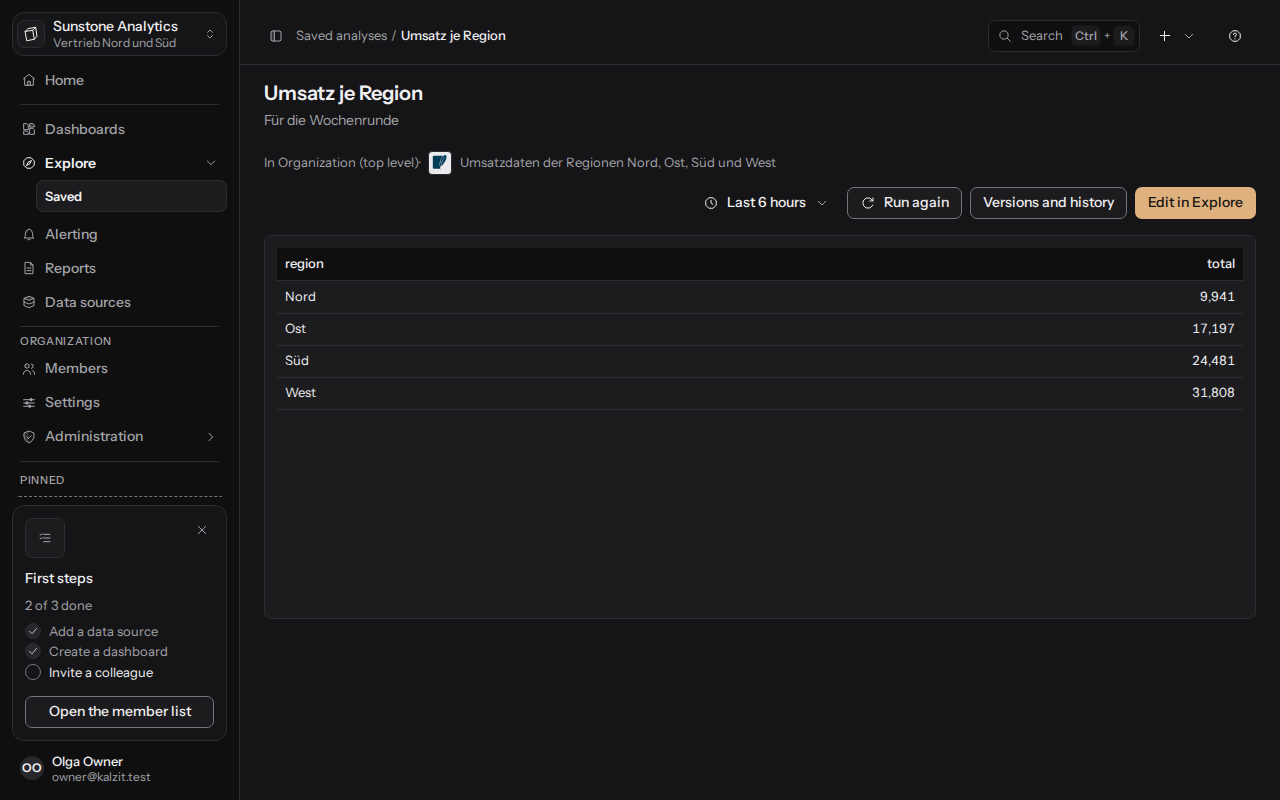 Sunstone Analytics
Vertrieb Nord und Süd
Home
Dashboards
Explore
Saved
Alerting
Reports
Data sources
ORGANIZATION
Members
Settings
Administration
PINNED
First steps
2 of 3 done
Add a data source
Create a dashboard
Invite a colleague
Open the member list
OO
Olga Owner
owner@kalzit.test
Saved analyses / Umsatz je Region
Search Ctrl + K
Umsatz je Region
Für die Wochenrunde
In Organization (top level)· Umsatzdaten der Regionen Nord, Ost, Süd und West
Last 6 hours Run again Versions and history Edit in Explore
region total
Nord 9,941
Ost 17,197
Süd 24,481
West 31,808